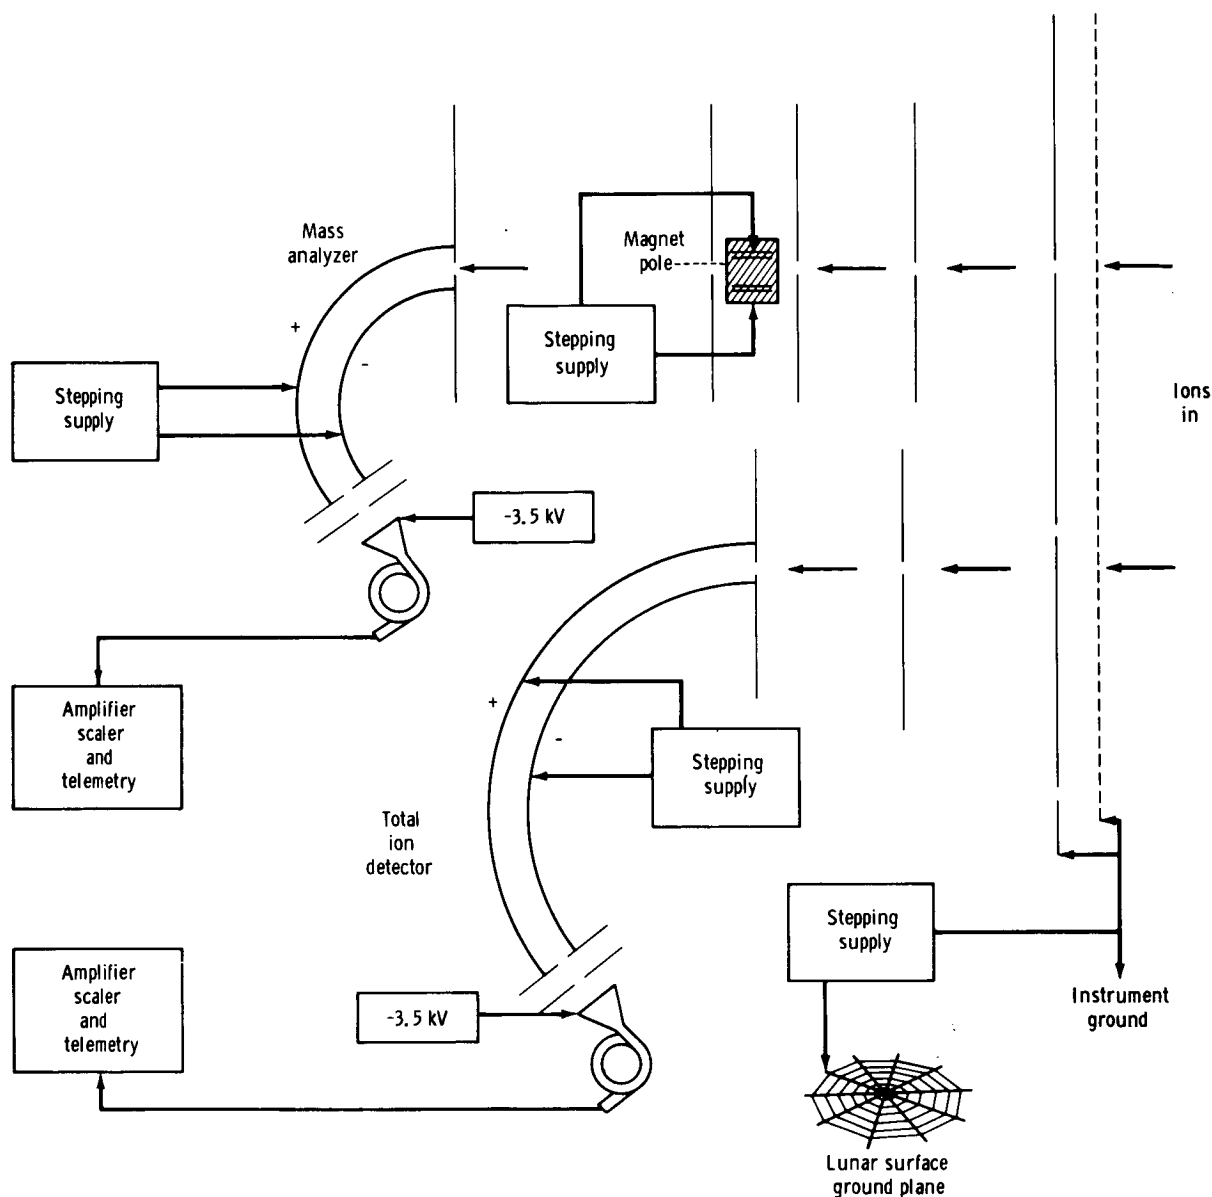 Mass
analyzer
+
-
Magnet
pole
Stepping
supply
Stepping
supply
Ions
in
-3.5 kV
Amplifier
scaler
and
telemetry
+
-
Stepping
supply
Total
ion
detector
Stepping
supply
Amplifier
scaler
and
telemetry
-3.5 kV
Instrument
ground
Lunar surface
ground plane